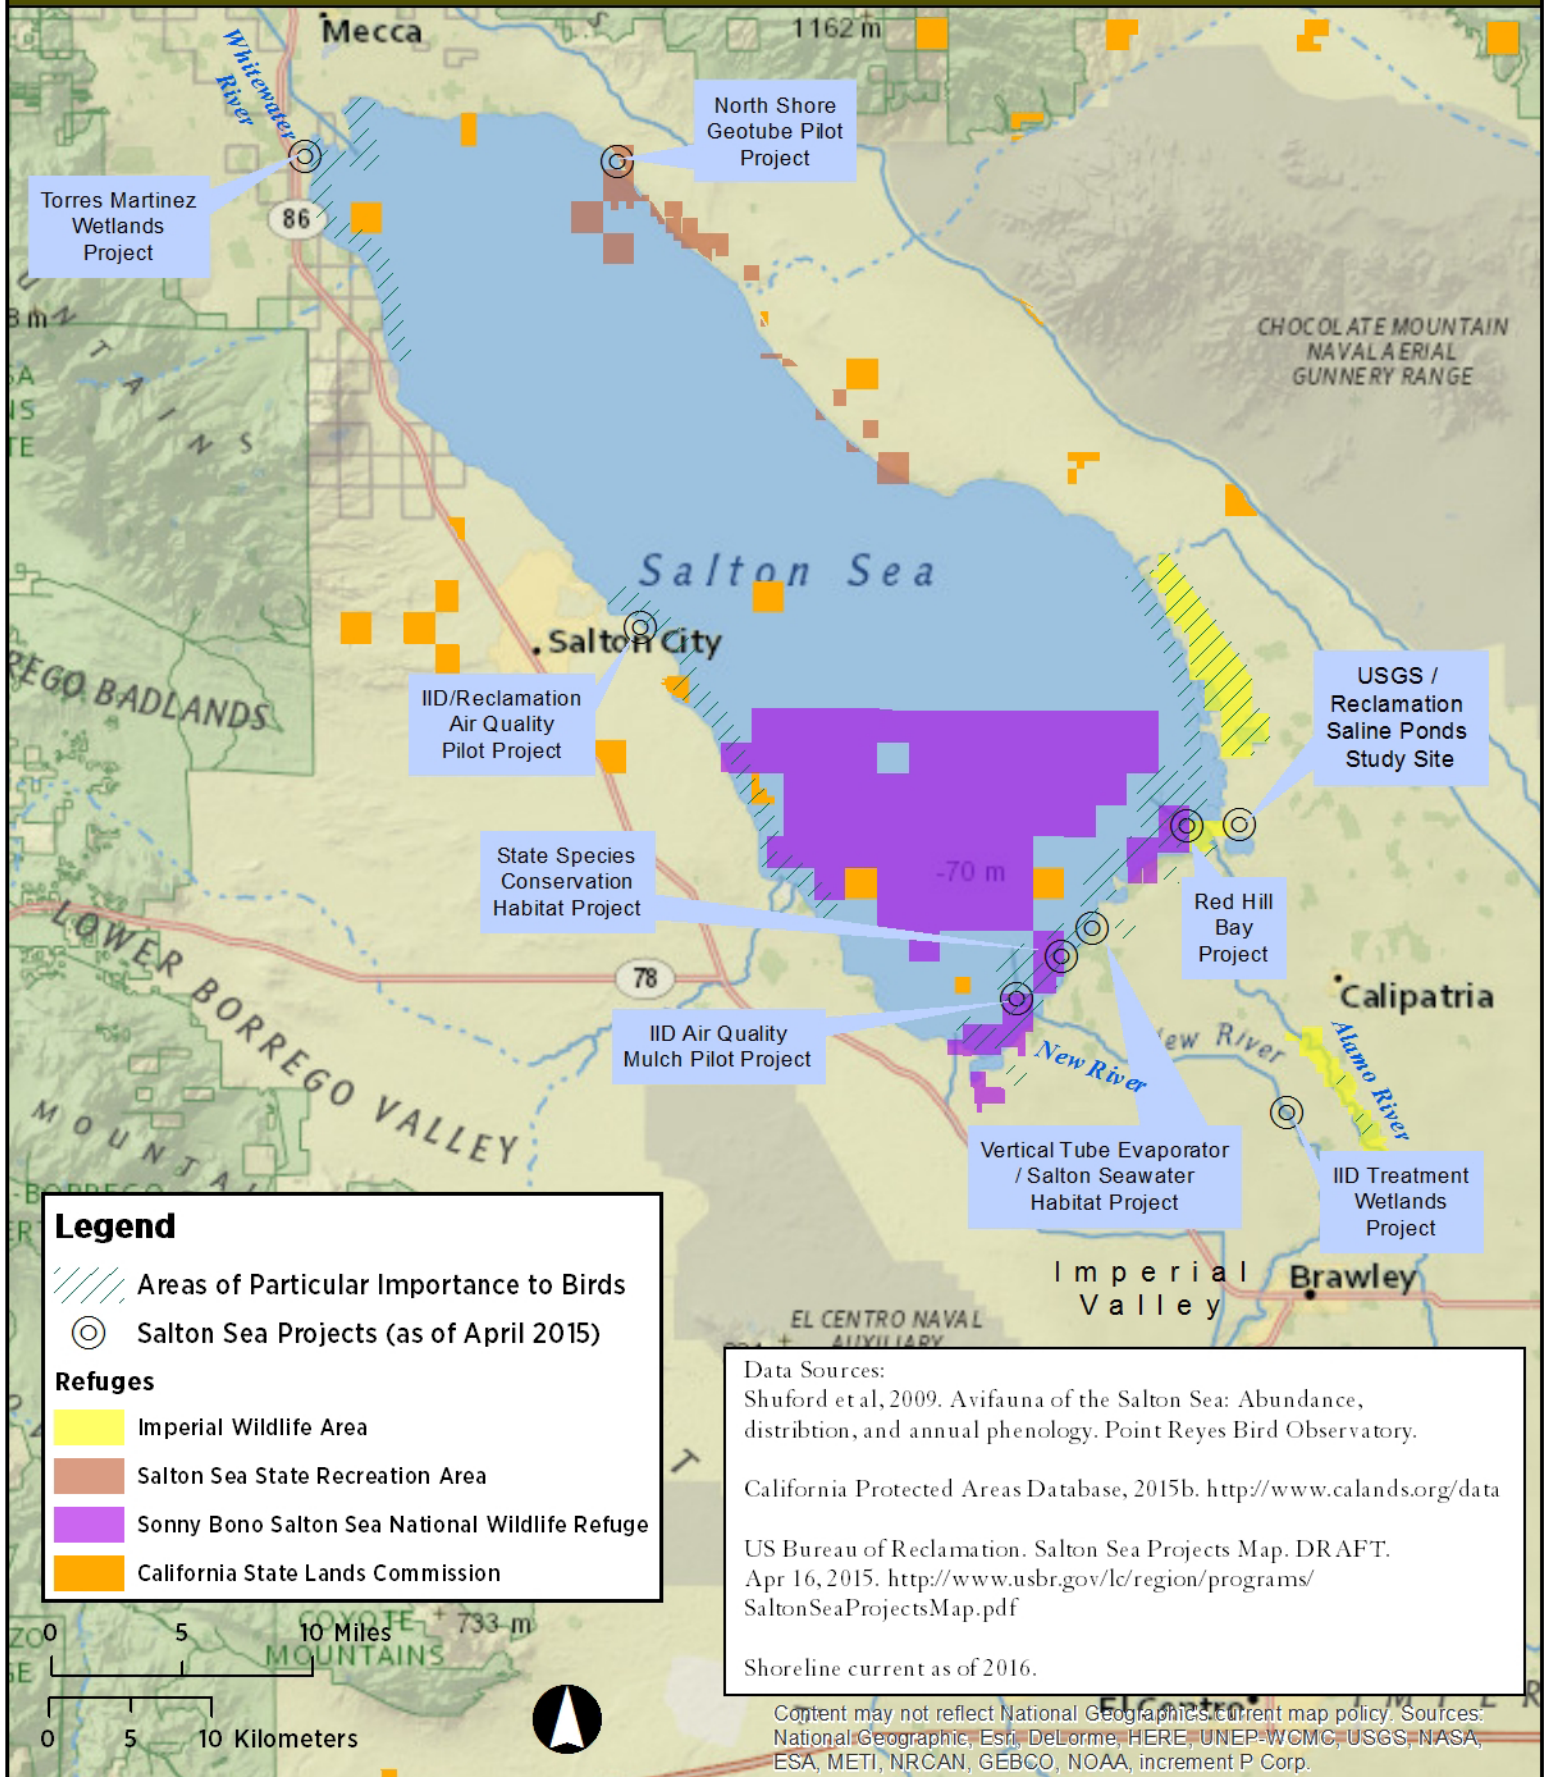 Mecca
1162 m
S
Whitewater
River
North Shore
Geotube Pilot
Project
Torres Martinez
Wetlands
Project
86
U N T A I N S
CHOCOLATE MOUNTAIN
NAVAL AERIAL
GUNNERY RANGE
Salton Sea
Salton City
REGO BADLANDS
IID/Reclamation
Air Quality
Pilot Project
USGS /
Reclamation
Saline Ponds
Study Site
State Species
Conservation
Habitat Project
-70 m
Red Hill
Bay
Project
LOWER BORREGO VALLEY
78
Calipatria
IID Air Quality
Mulch Pilot Project
New River
ew River
Alamo River
MOUNTAI
Vertical Tube Evaporator
/ Salton Seawater
Habitat Project
IID Treatment
Wetlands
Project
-BORREGO
Imperial
Valley
Brawley
EL CENTRO NAVAL
AUXILIARY
Legend
Areas of Particular Importance to Birds
Salton Sea Projects (as of April 2015)
Refuges
Imperial Wildlife Area
Salton Sea State Recreation Area
Sonny Bono Salton Sea National Wildlife Refuge
California State Lands Commission
T
Data Sources:
Shuford et al, 2009. Avifauna of the Salton Sea: Abundance,
distribtion, and annual phenology. Point Reyes Bird Observatory.
California Protected Areas Database, 2015b. http://www.calands.org/data
US Bureau of Reclamation. Salton Sea Projects Map. DRAFT.
Apr 16, 2015. http://www.usbr.gov/lc/region/programs/
SaltonSeaProjectsMap.pdf
Shoreline current as of 2016.
COYOTE
MOUNTAINS
733 m
0 5 10 Miles
0 5 10 Kilometers
El Centro
IMPER
Content may not reflect National Geographic's current map policy. Sources:
National Geographic, Esri, DeLorme, HERE, UNEP-WCMC, USGS, NASA,
ESA, METI, NRCAN, GEBCO, NOAA, increment P Corp.